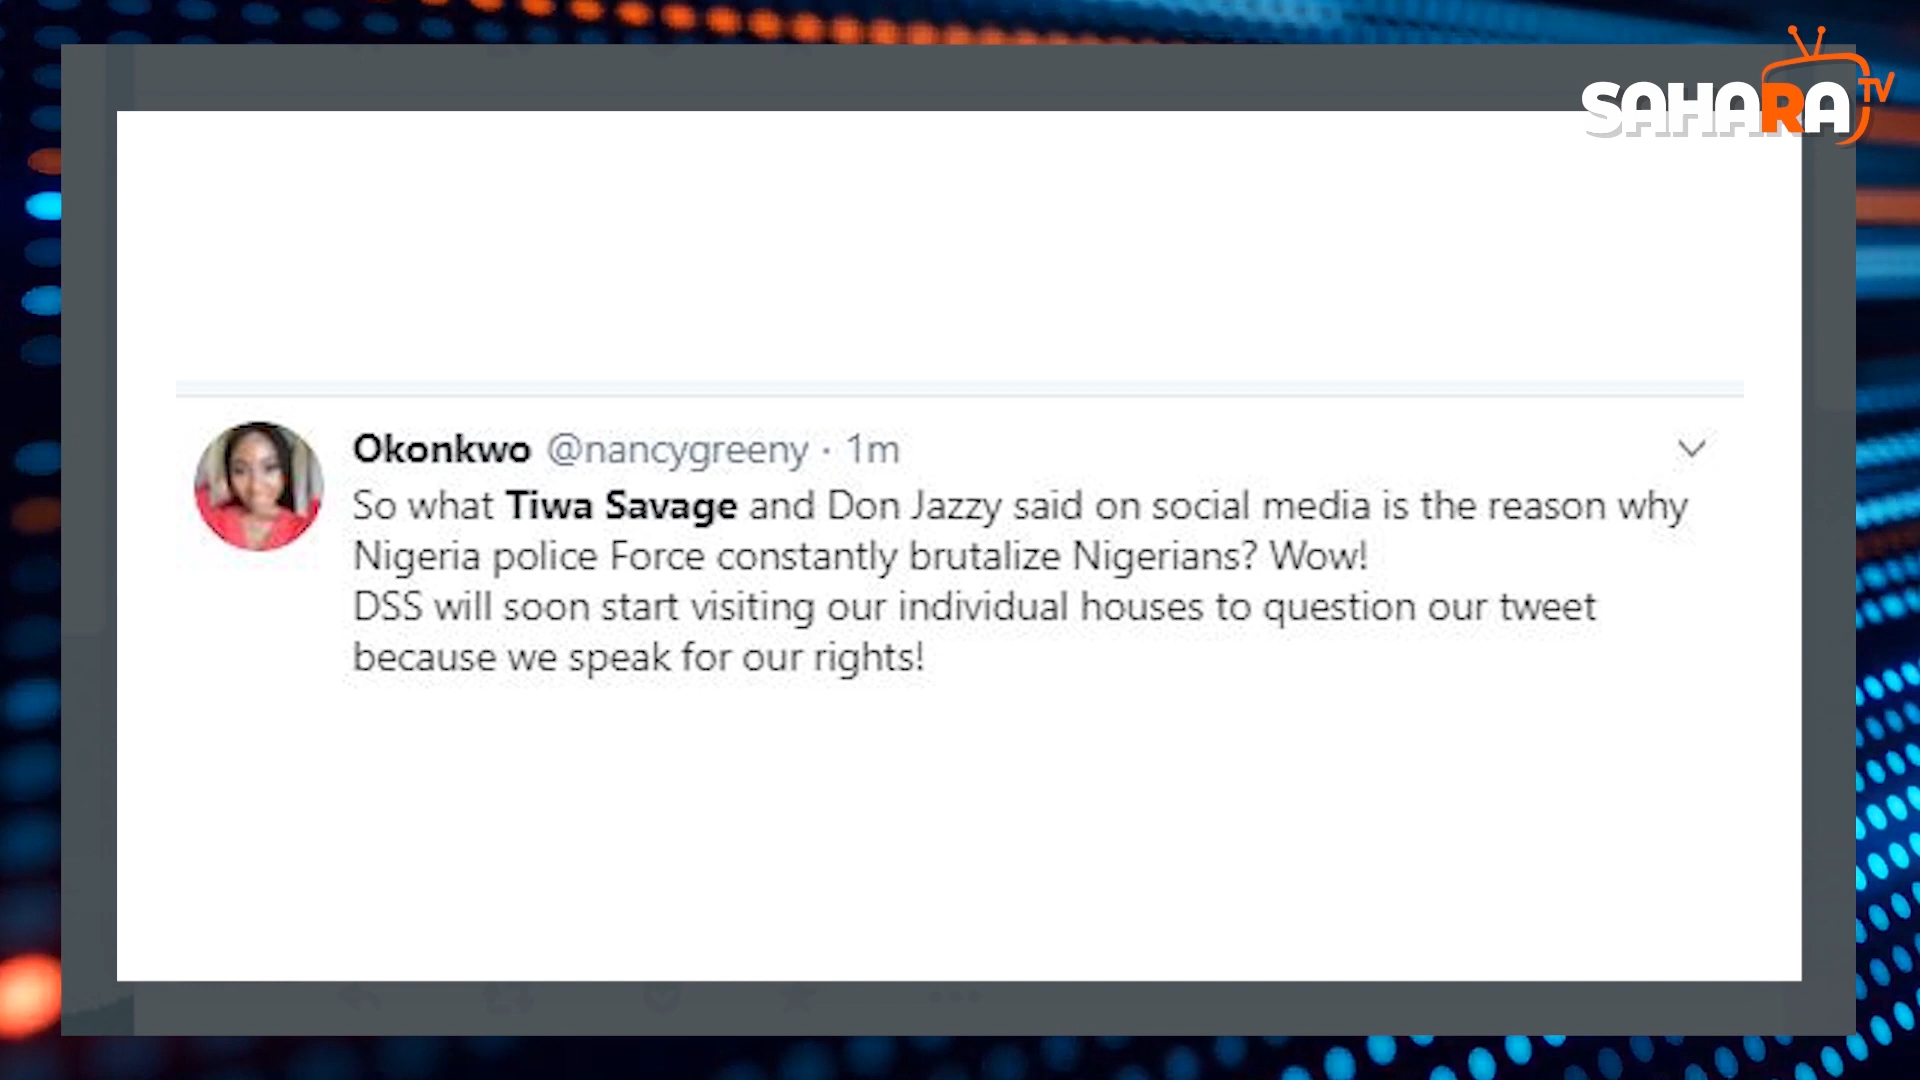 SAHARA TV
Okonkwo @nancygreeny · 1m
So what Tiwa Savage and Don Jazzy said on social media is the reason why
Nigeria police Force constantly brutalize Nigerians? Wow!
DSS will soon start visiting our individual houses to question our tweet
because we speak for our rights!